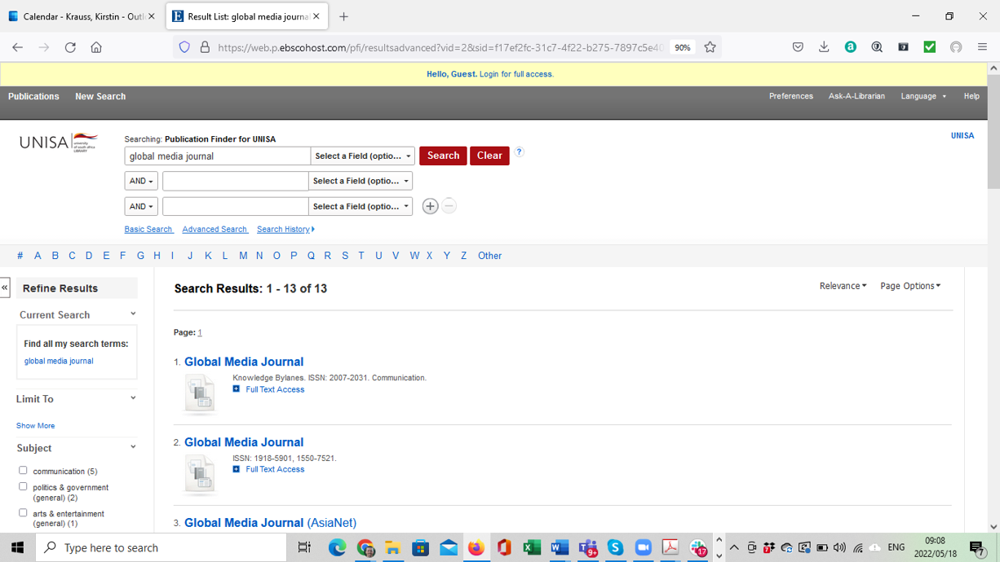 Calendar - Krauss, Kirstin - Outl
Result List: global media journal
https://web.p.ebscohost.com/pfi/resultsadvanced?vid=2&sid=f17ef2fc-31c7-4f22-b275-7897c5e40
90%
Hello, Guest. Login for full access.
Publications New Search
Preferences Ask-A-Librarian Language Help
UNISA university of south africa LIBRARY
UNISA
Searching: Publication Finder for UNISA
global media journal Select a Field (optio... Search Clear ?
AND Select a Field (optio...
AND Select a Field (optio...
Basic Search Advanced Search Search History
# A B C D E F G H I J K L M N O P Q R S T U V W X Y Z Other
«
Refine Results
Current Search
Find all my search terms:
global media journal
Limit To
Show More
Subject
communication (5)
politics & government
(general) (2)
arts & entertainment
(general) (1)
Search Results: 1 - 13 of 13
Relevance Page Options
Page: 1
1. Global Media Journal
Knowledge Bylanes. ISSN: 2007-2031. Communication.
Full Text Access
2. Global Media Journal
ISSN: 1918-5901, 1550-7521.
Full Text Access
3. Global Media Journal (AsiaNet)
Type here to search
9+
17
7
ENG
09:08
2022/05/18
7